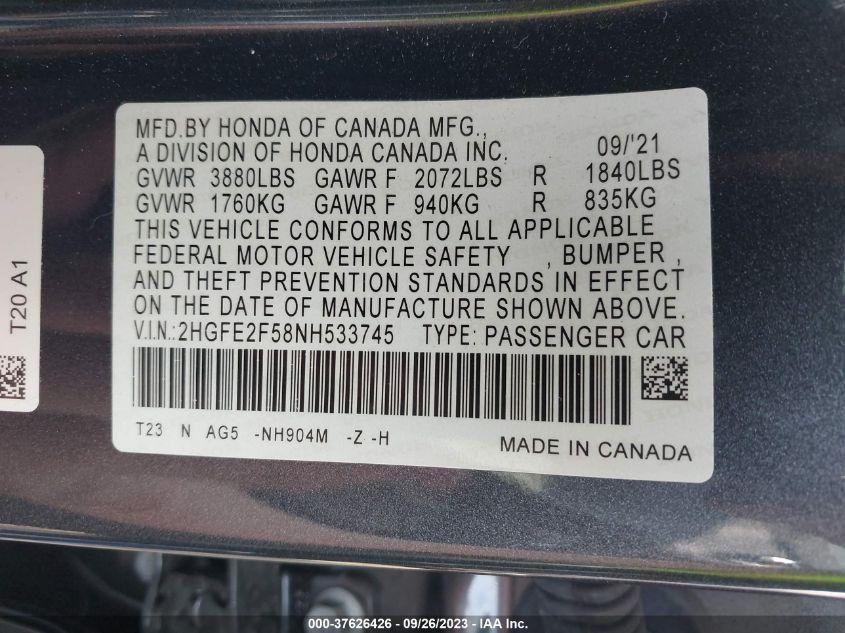 MFD.BY HONDA OF CANADA MFG.,
A DIVISION OF HONDA CANADA INC. 09/'21
GVWR 3880LBS GAWR F 2072LBS R 1840LBS
GVWR 1760KG GAWR F 940KG R 835KG
THIS VEHICLE CONFORMS TO ALL APPLICABLE
FEDERAL MOTOR VEHICLE SAFETY , BUMPER ,
AND THEFT PREVENTION STANDARDS IN EFFECT
ON THE DATE OF MANUFACTURE SHOWN ABOVE.
V.I.N.:2HGFE2F58NH533745 TYPE: PASSENGER CAR
T23 N AG5 -NH904M -Z -H MADE IN CANADA
T20 A1
000-37626426 - 09/26/2023 - IAA Inc.